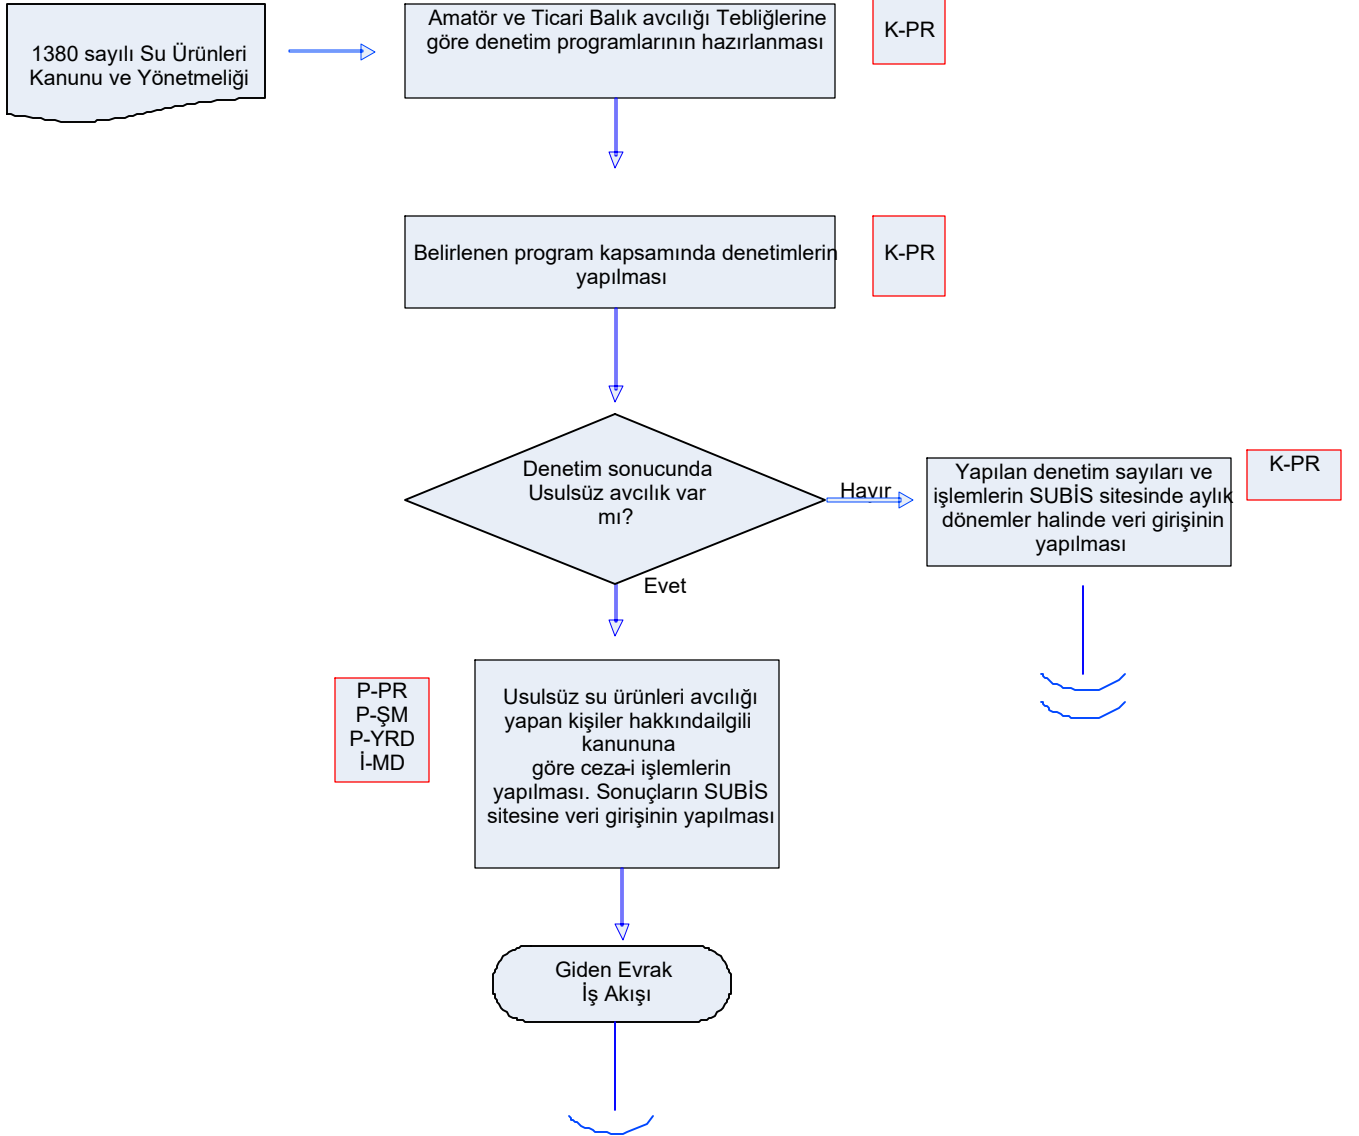 1380 sayılı Su Ürünleri
Kanunu ve Yönetmeliği
Amatör ve Ticari Balık avcılığı Tebliğlerine
göre denetim programlarının hazırlanması
K-PR
Belirlenen program kapsamında denetimlerin
yapılması
K-PR
Denetim sonucunda
Usulsüz avcılık var
mı?
Hayır
Yapılan denetim sayıları ve
işlemlerin SUBİS sitesinde aylık
dönemler halinde veri girişinin
yapılması
K-PR
Evet
P-PR
P-ŞM
P-YRD
İ-MD
Usulsüz su ürünleri avcılığı
yapan kişiler hakkındailgili
kanununa
göre ceza-i işlemlerin
yapılması. Sonuçların SUBİS
sitesine veri girişinin yapılması
Giden Evrak
İş Akışı